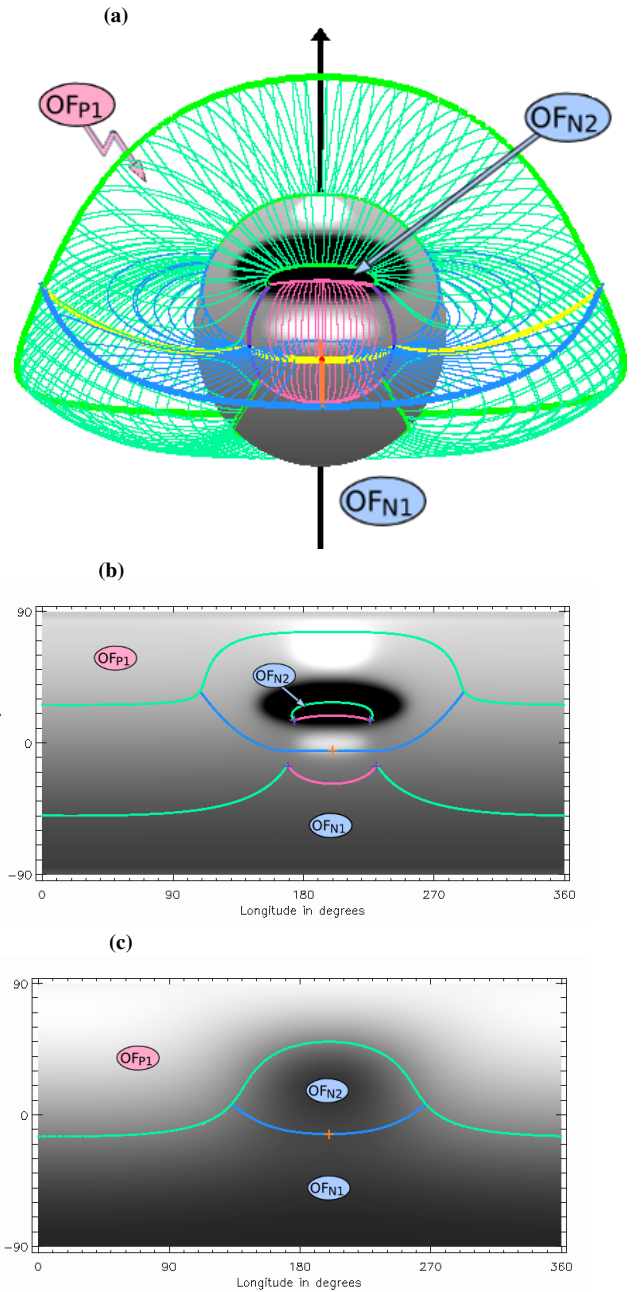 (a)
OFP1
OFN2
OFN1
(b)
90
OFP1
OFN2
0
OFN1
−90
0 90 180 270 360
Longitude in degrees
(c)
90
OFP1
OFN2
0
OFN1
−90
0 90 180 270 360
Longitude in degrees